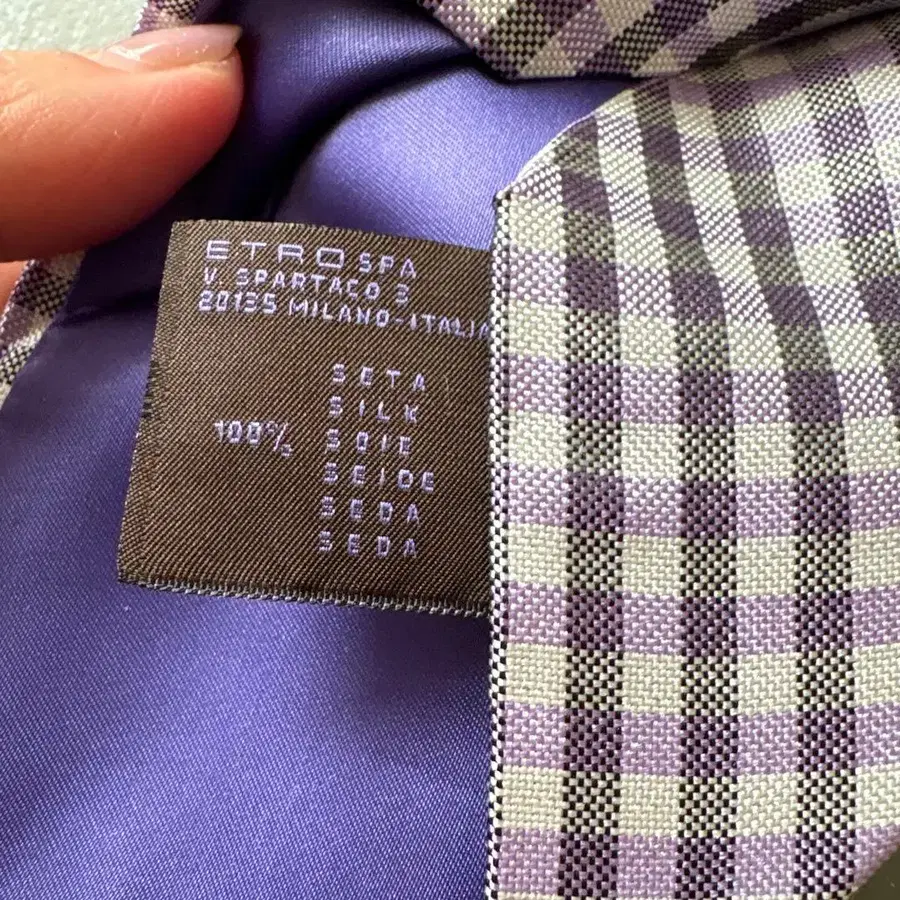 ETRO SPA
V. SPARTACO 3
20135 MILANO-ITALIA
SETA
SILK
100% SOIE
SEIDE
SEDA
SEDA